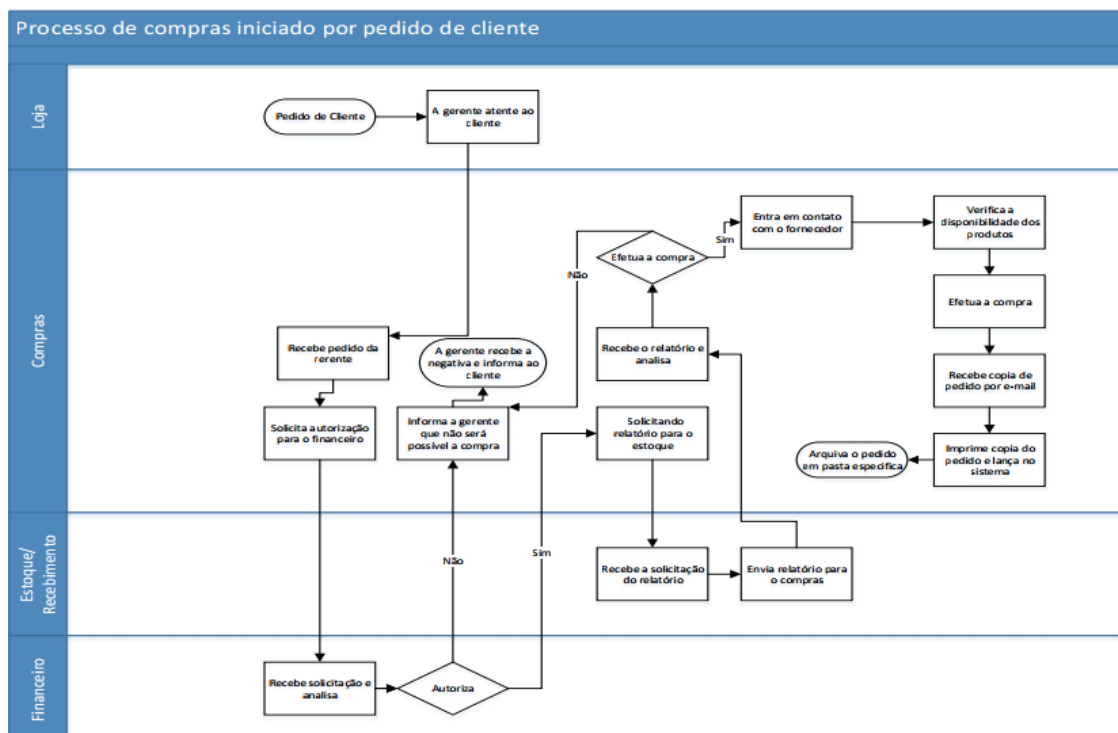 Processo de compras iniciado por pedido de cliente
Loja
Pedido de Cliente
A gerente atente ao
cliente
Compras
Entra em contato
com o fornecedor
Verifica a
disponibilidade dos
produtos
Sim
Efetua a compra
Não
Efetua a compra
Recebe pedido da
rerente
A gerente recebe a
negativa e informa ao
cliente
Recebe o relatório e
analisa
Recebe copia de
pedido por e-mail
Solicita autorização
para o financeiro
Informa a gerente
que não será
possível a compra
Solicitando
relatório para o
estoque
Arquiva o pedido
em pasta especifica
Imprime copia do
pedido e lança no
sistema
Estoque/
Recebimento
Não
Sim
Recebe a solicitação
do relatório
Envia relatório para
o compras
Financeiro
Recebe solicitação e
analisa
Autoriza